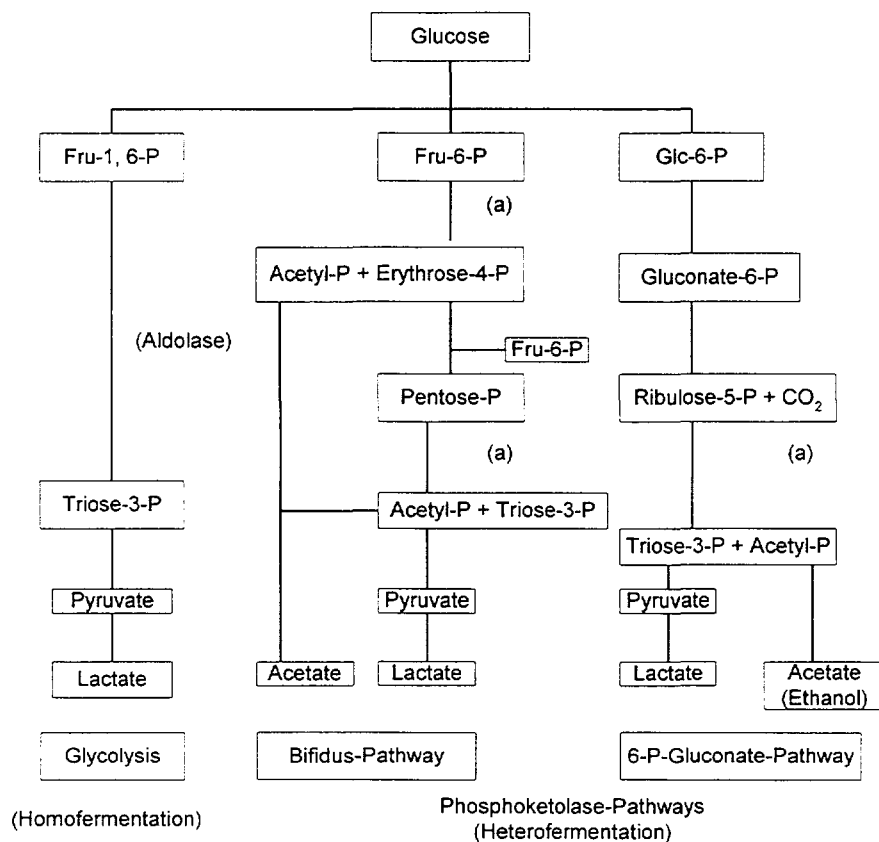 Glucose
Fru-1, 6-P
Fru-6-P
Glc-6-P
(a)
Acetyl-P + Erythrose-4-P
Gluconate-6-P
(Aldolase)
Fru-6-P
Pentose-P
Ribulose-5-P + CO₂
(a)
(a)
Triose-3-P
Acetyl-P + Triose-3-P
Triose-3-P + Acetyl-P
Pyruvate
Pyruvate
Pyruvate
Lactate
Acetate
Lactate
Lactate
Acetate
(Ethanol)
Glycolysis
Bifidus-Pathway
6-P-Gluconate-Pathway
(Homofermentation)
Phosphoketolase-Pathways
(Heterofermentation)